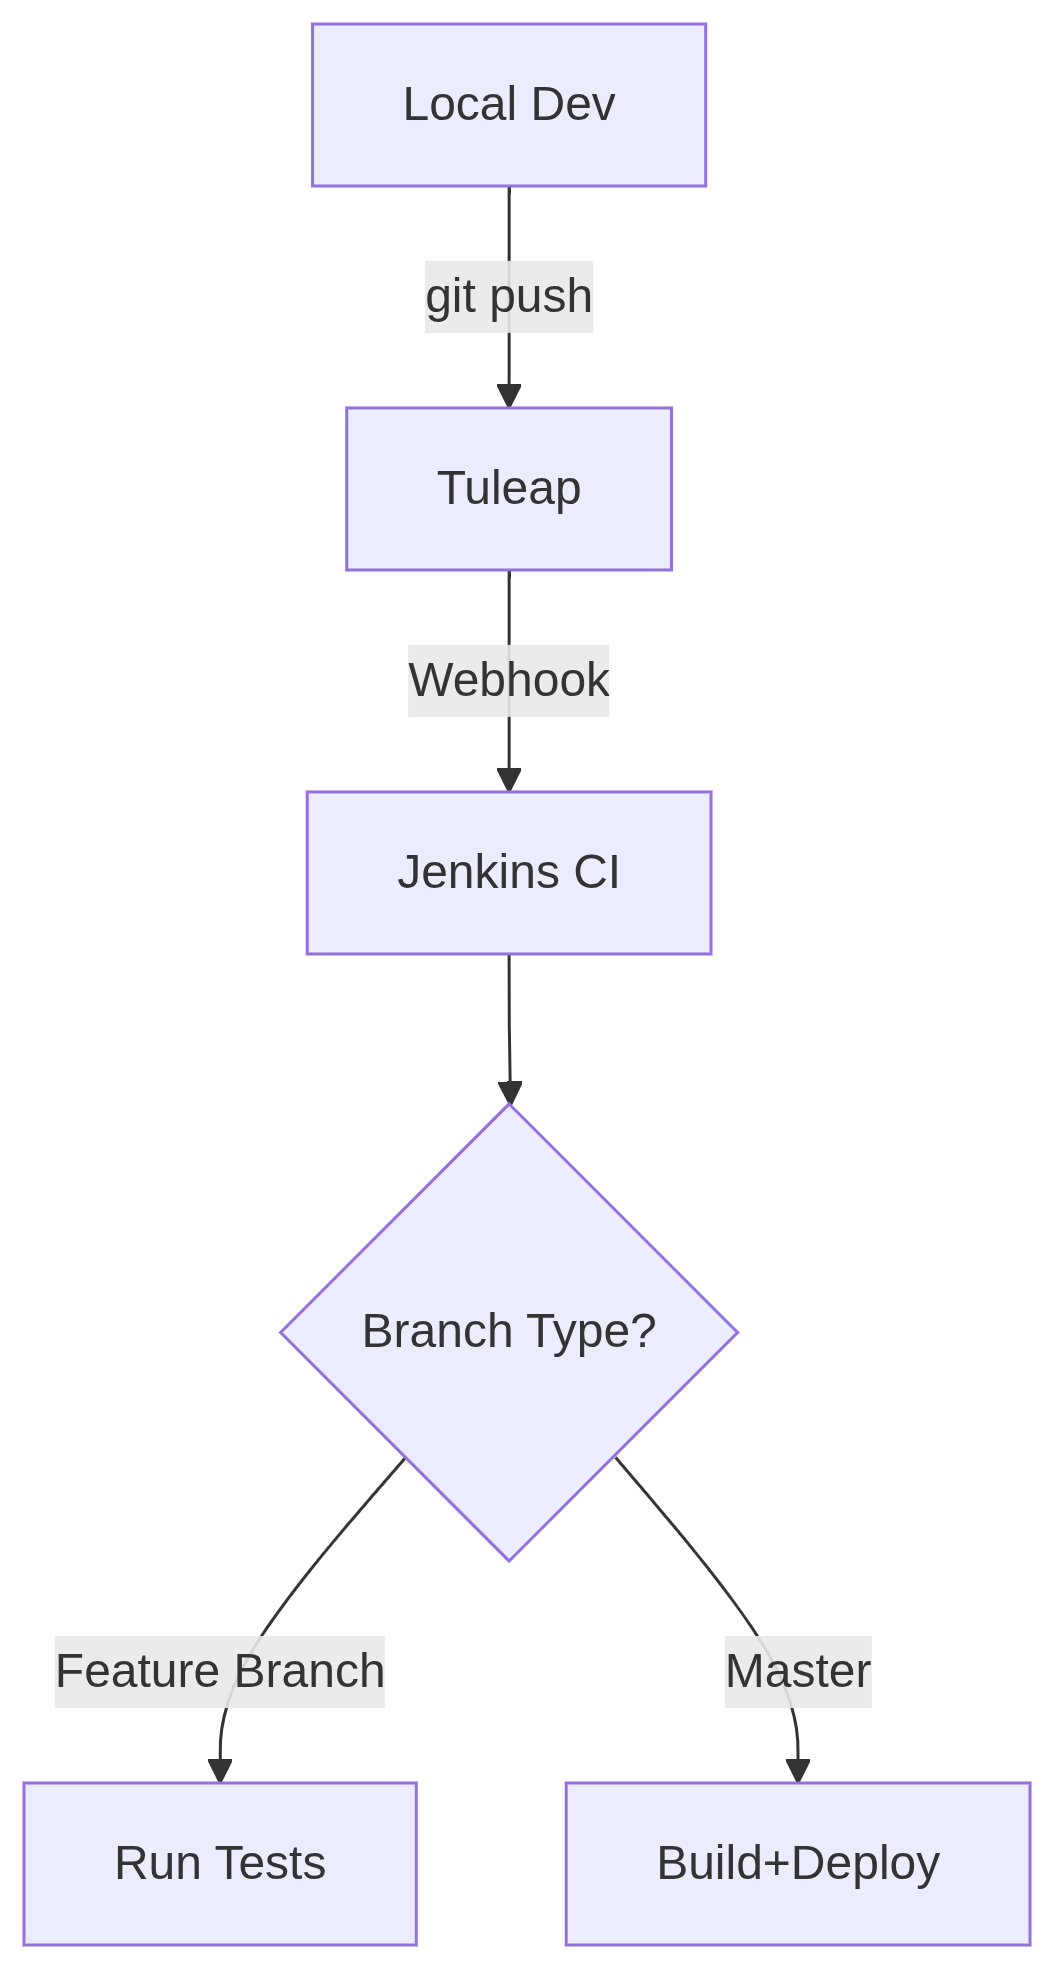 Local Dev
git push
Tuleap
Webhook
Jenkins CI
Branch Type?
Feature Branch
Master
Run Tests
Build+Deploy